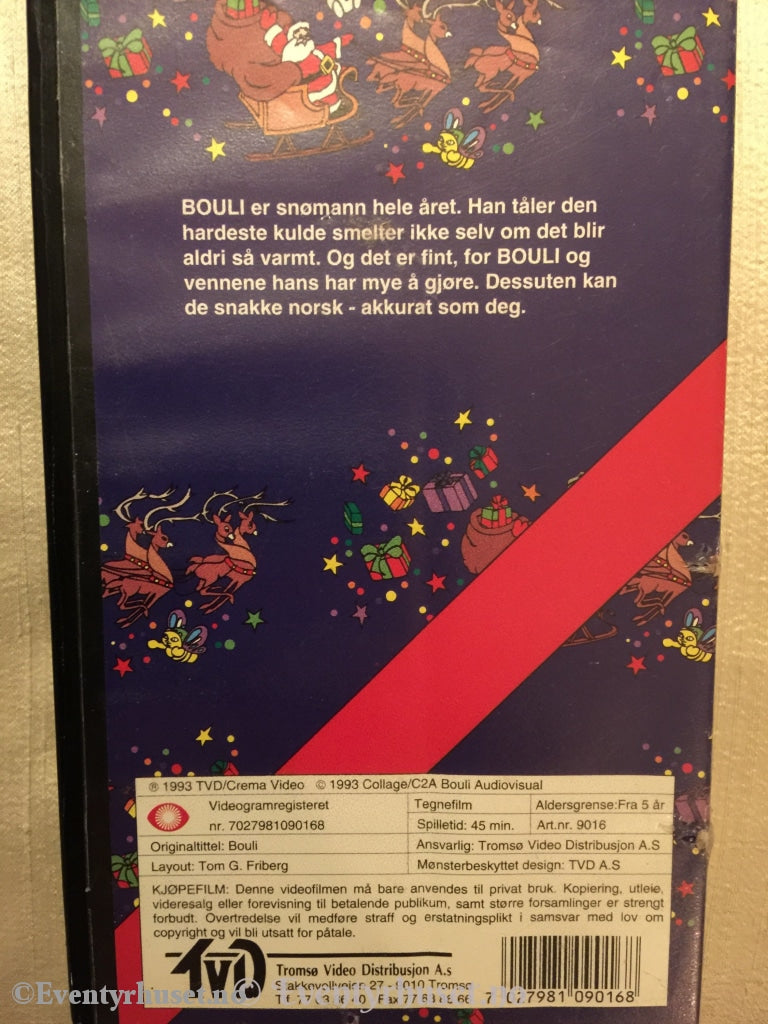 BOULI er snømann hele året. Han tåler den
hardeste kulde smelter ikke selv om det blir
aldri så varmt. Og det er fint, for BOULI og
vennene hans har mye å gjøre. Dessuten kan
de snakke norsk - akkurat som deg.
℗ 1993 TVD/Crema Video © 1993 Collage/C2A Bouli Audiovisual
Videogramregisteret
nr. 7027981090168
Tegnefilm
Aldersgrense:Fra 5 år
Spilletid: 45 min.
Art.nr. 9016
Originaltittel: Bouli
Ansvarlig: Tromsø Video Distribusjon A.S
Layout: Tom G. Friberg
Mønsterbeskyttet design: TVD A.S
KJØPEFILM: Denne videofilmen må bare anvendes til privat bruk. Kopiering, utleie,
videresalg eller forevisning til betalende publikum, samt større forsamlinger er strengt
forbudt. Overtredelse vil medføre straff og erstatningsplikt i samsvar med lov om
copyright og vil bli utsatt for påtale.
TVD
Tromsø Video Distribusjon A.s
Stakkevollveien 27 - 9010 Tromsø
7 027981 090168
©Eventyrhuset.no